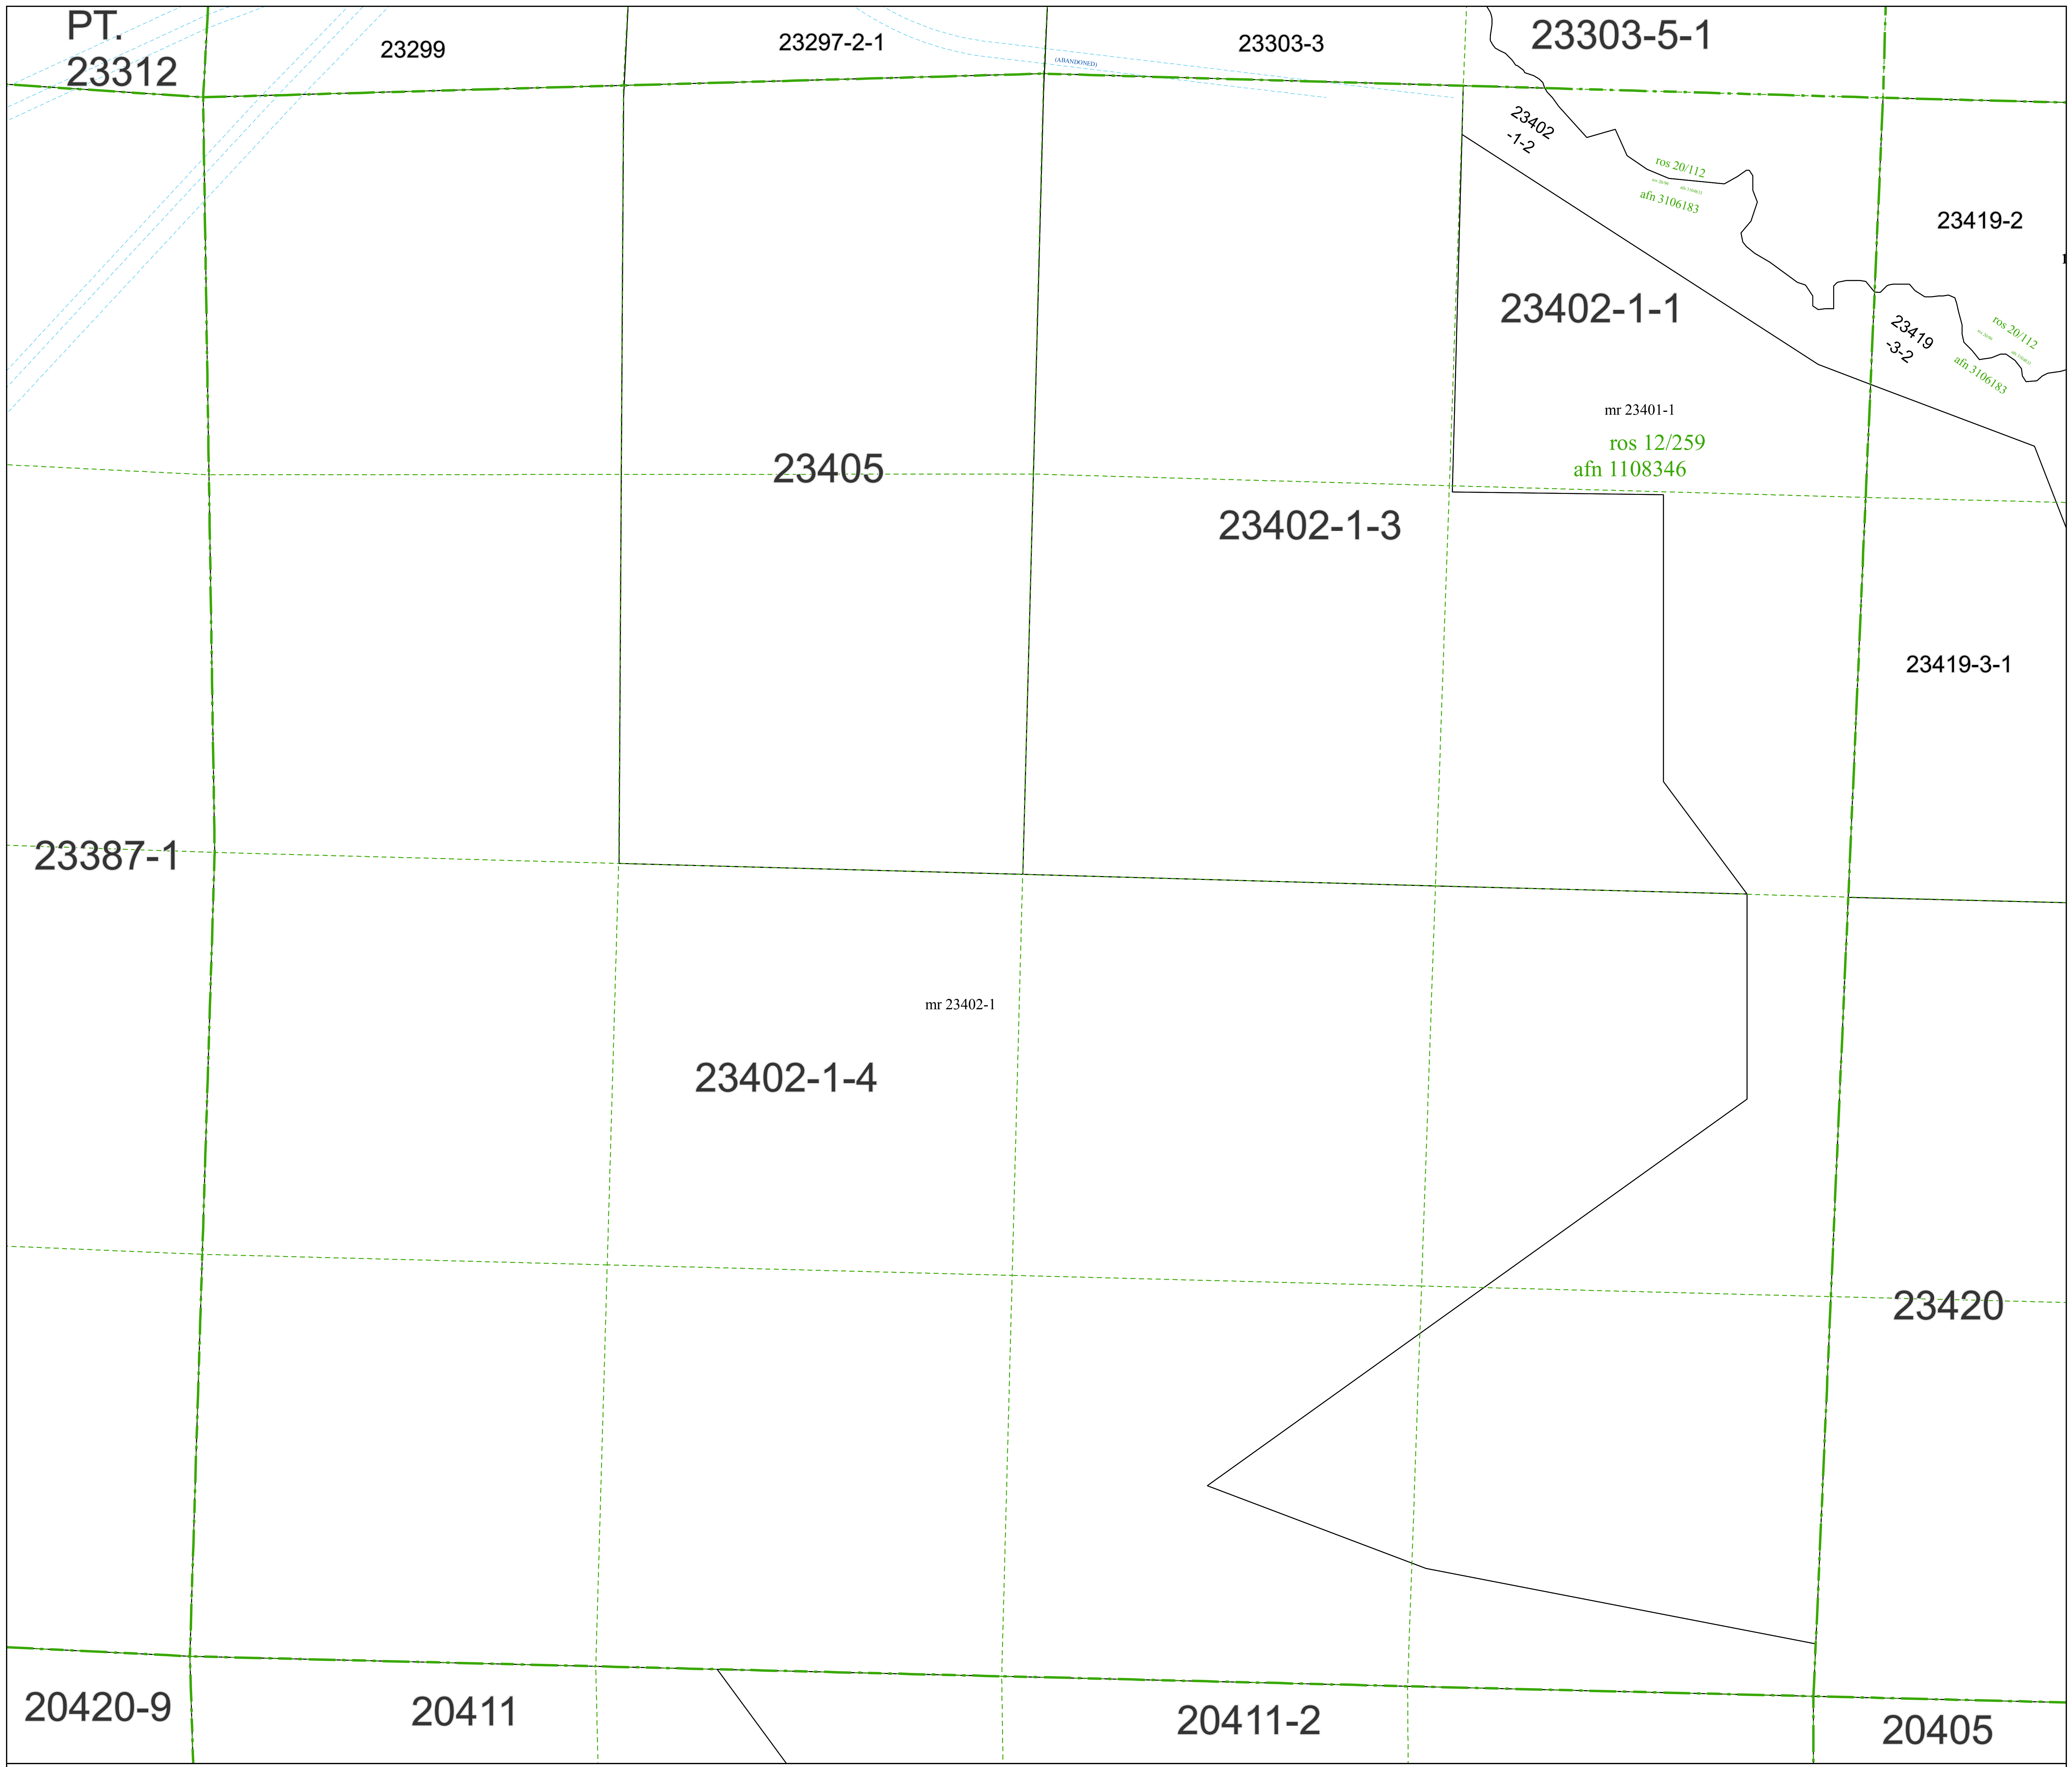 PT.
23312
23299
23297-2-1
23303-3
23303-5-1
(ABANDONED)
23402
-1-2
ros 20/112
afn 3106183
23419-2
23402-1-1
23419
-3-2
ros 20/112
afn 3106183
mr 23401-1
ros 12/259
afn 1108346
23405
23402-1-3
23419-3-1
23387-1
mr 23402-1
23402-1-4
23420
20420-9
20411
20411-2
20405